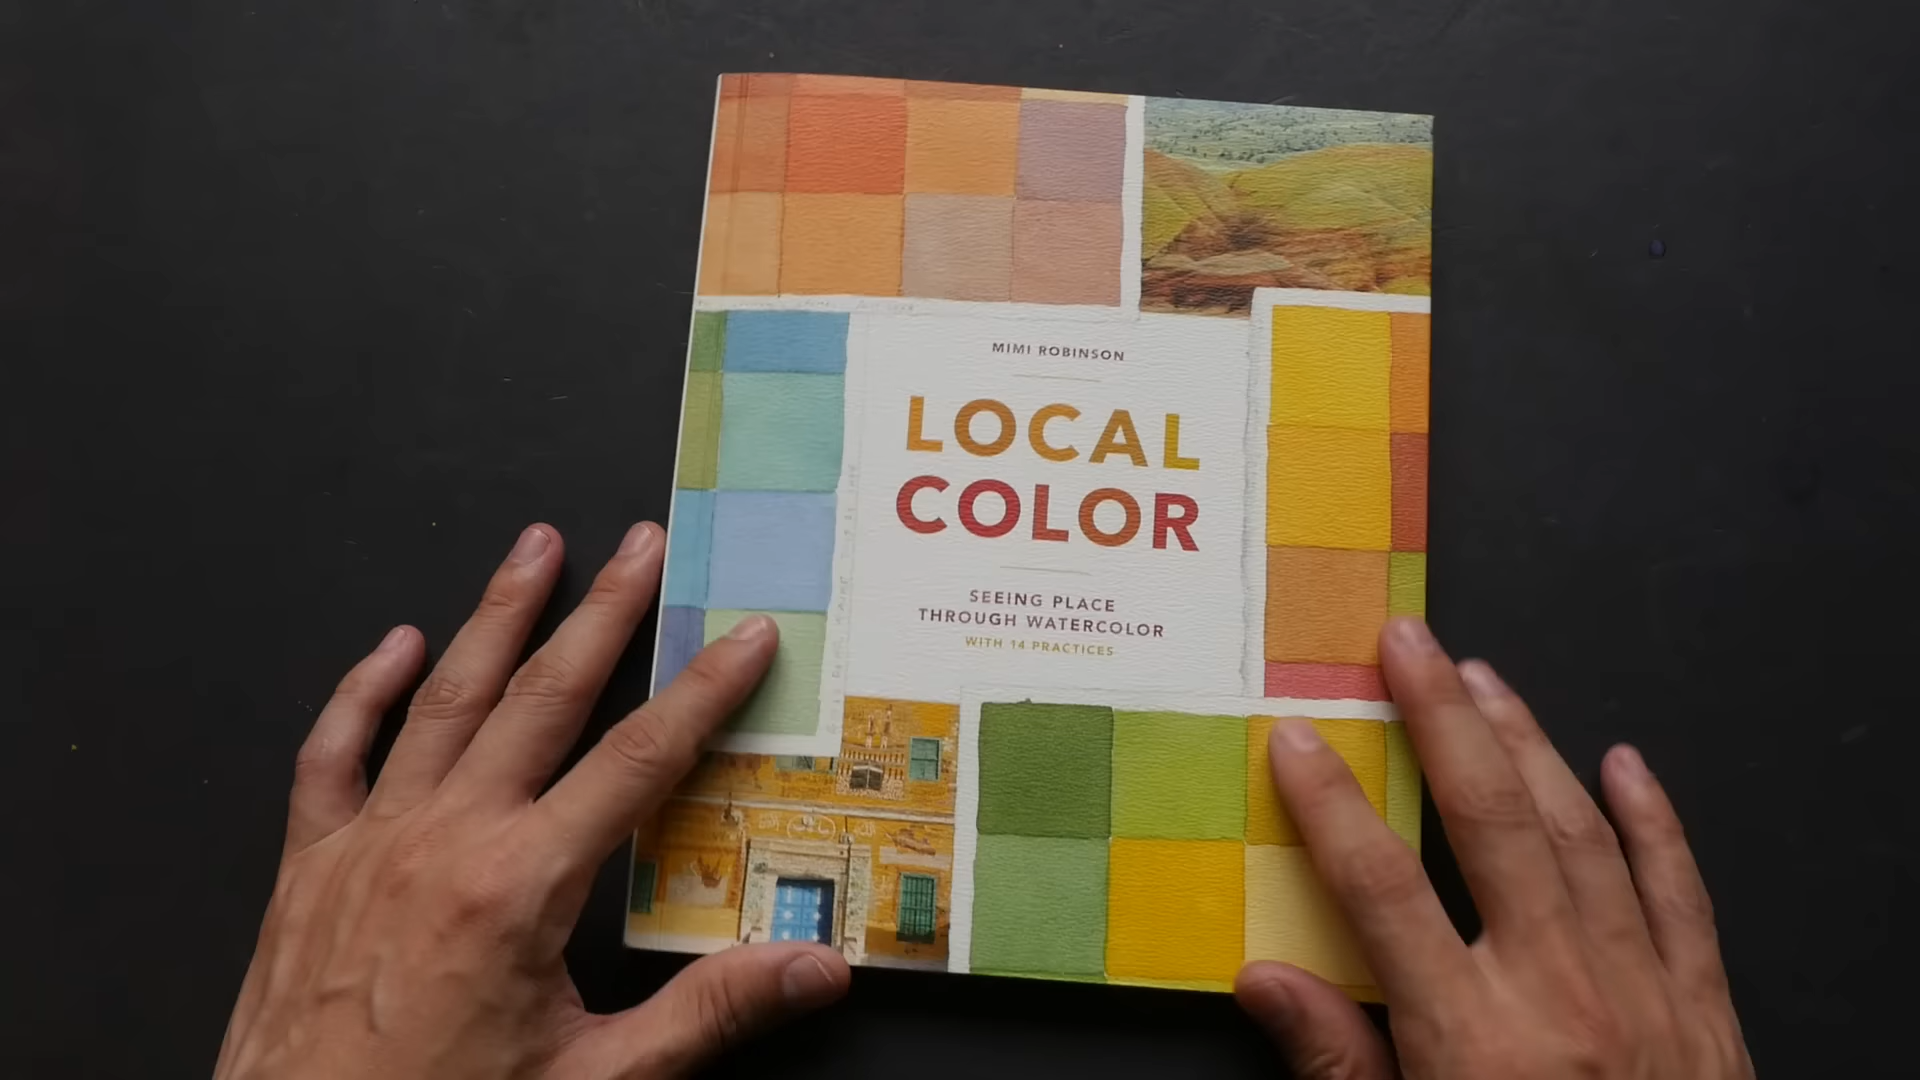 MIMI ROBINSON
LOCAL
COLOR
SEEING PLACE
THROUGH WATERCOLOR
WITH 14 PRACTICES